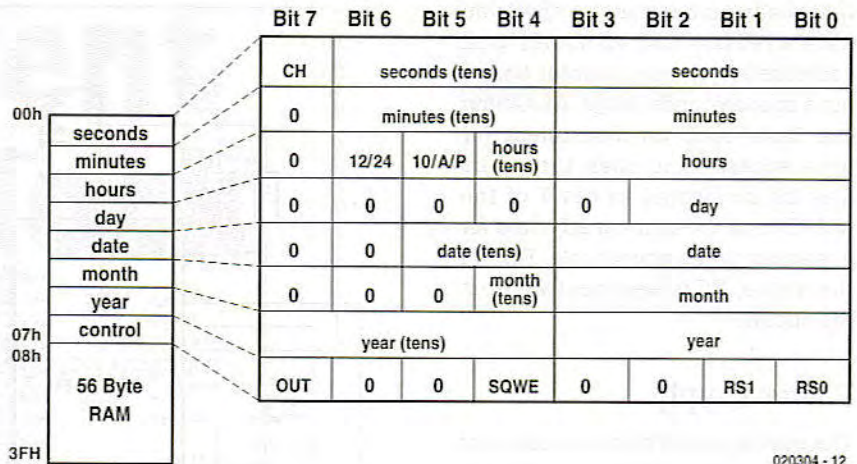 Bit 7 Bit 6 Bit 5 Bit 4 Bit 3 Bit 2 Bit 1 Bit 0
CH seconds (tens) seconds
0 minutes (tens) minutes
0 12/24 10/A/P hours (tens) hours
0 0 0 0 0 day
0 0 date (tens) date
0 0 0 month (tens) month
year (tens) year
OUT 0 0 SQWE 0 0 RS1 RS0
00h
seconds
minutes
hours
day
date
month
year
07h control
08h
56 Byte
RAM
3FH
020304 - 12